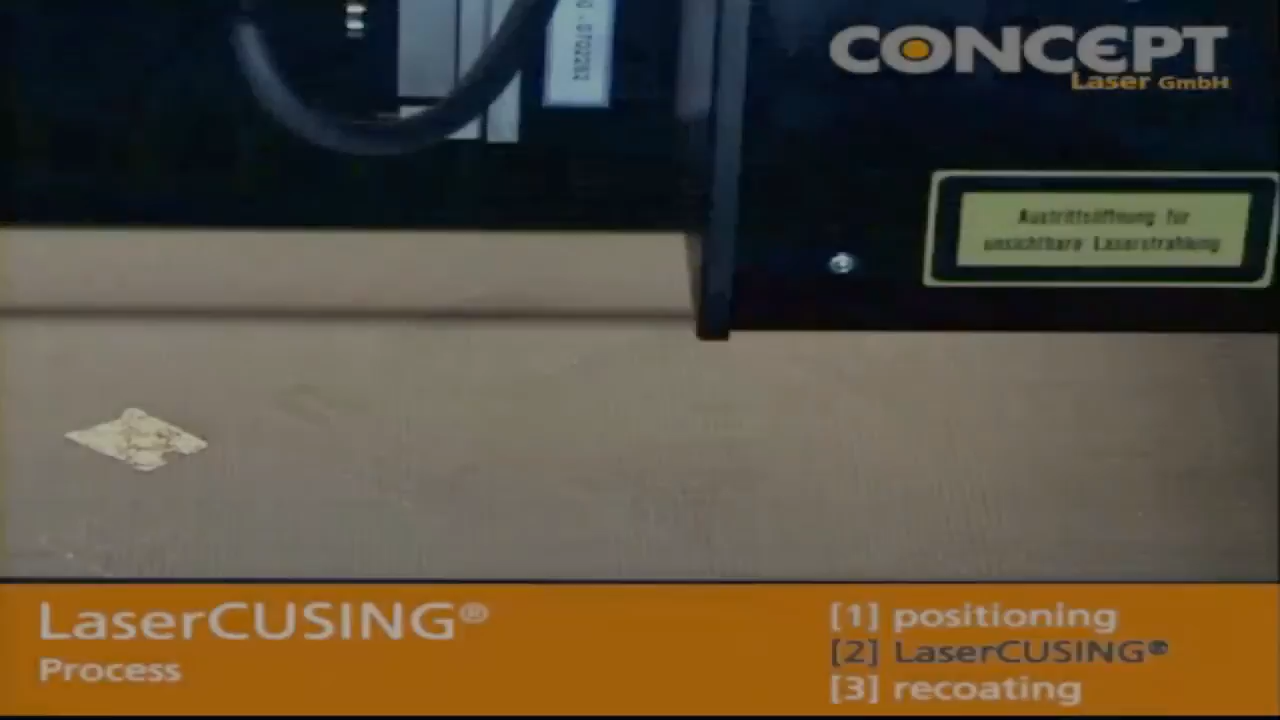 CONCEPT
Laser GmbH
Austrittsöffnung für
unsichtbare Laserstrahlung
LaserCUSING®
Process
[1] positioning
[2] LaserCUSING®
[3] recoating